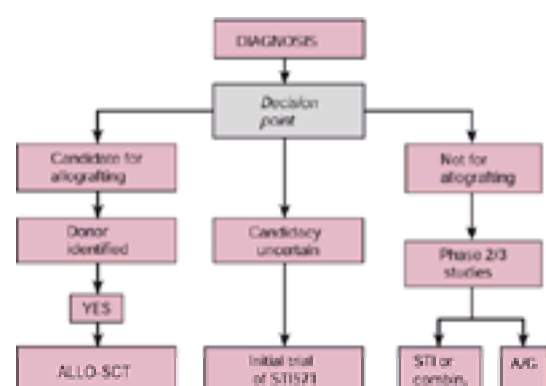 DIAGNOSIS
Decision
point
Candidate for
allografting
Not for
allografting
Donor
identified
Candidacy
uncertain
Phase 2/3
studies
YES
ALLO-SCT
Initial trial
of STI571
STI or
combin.